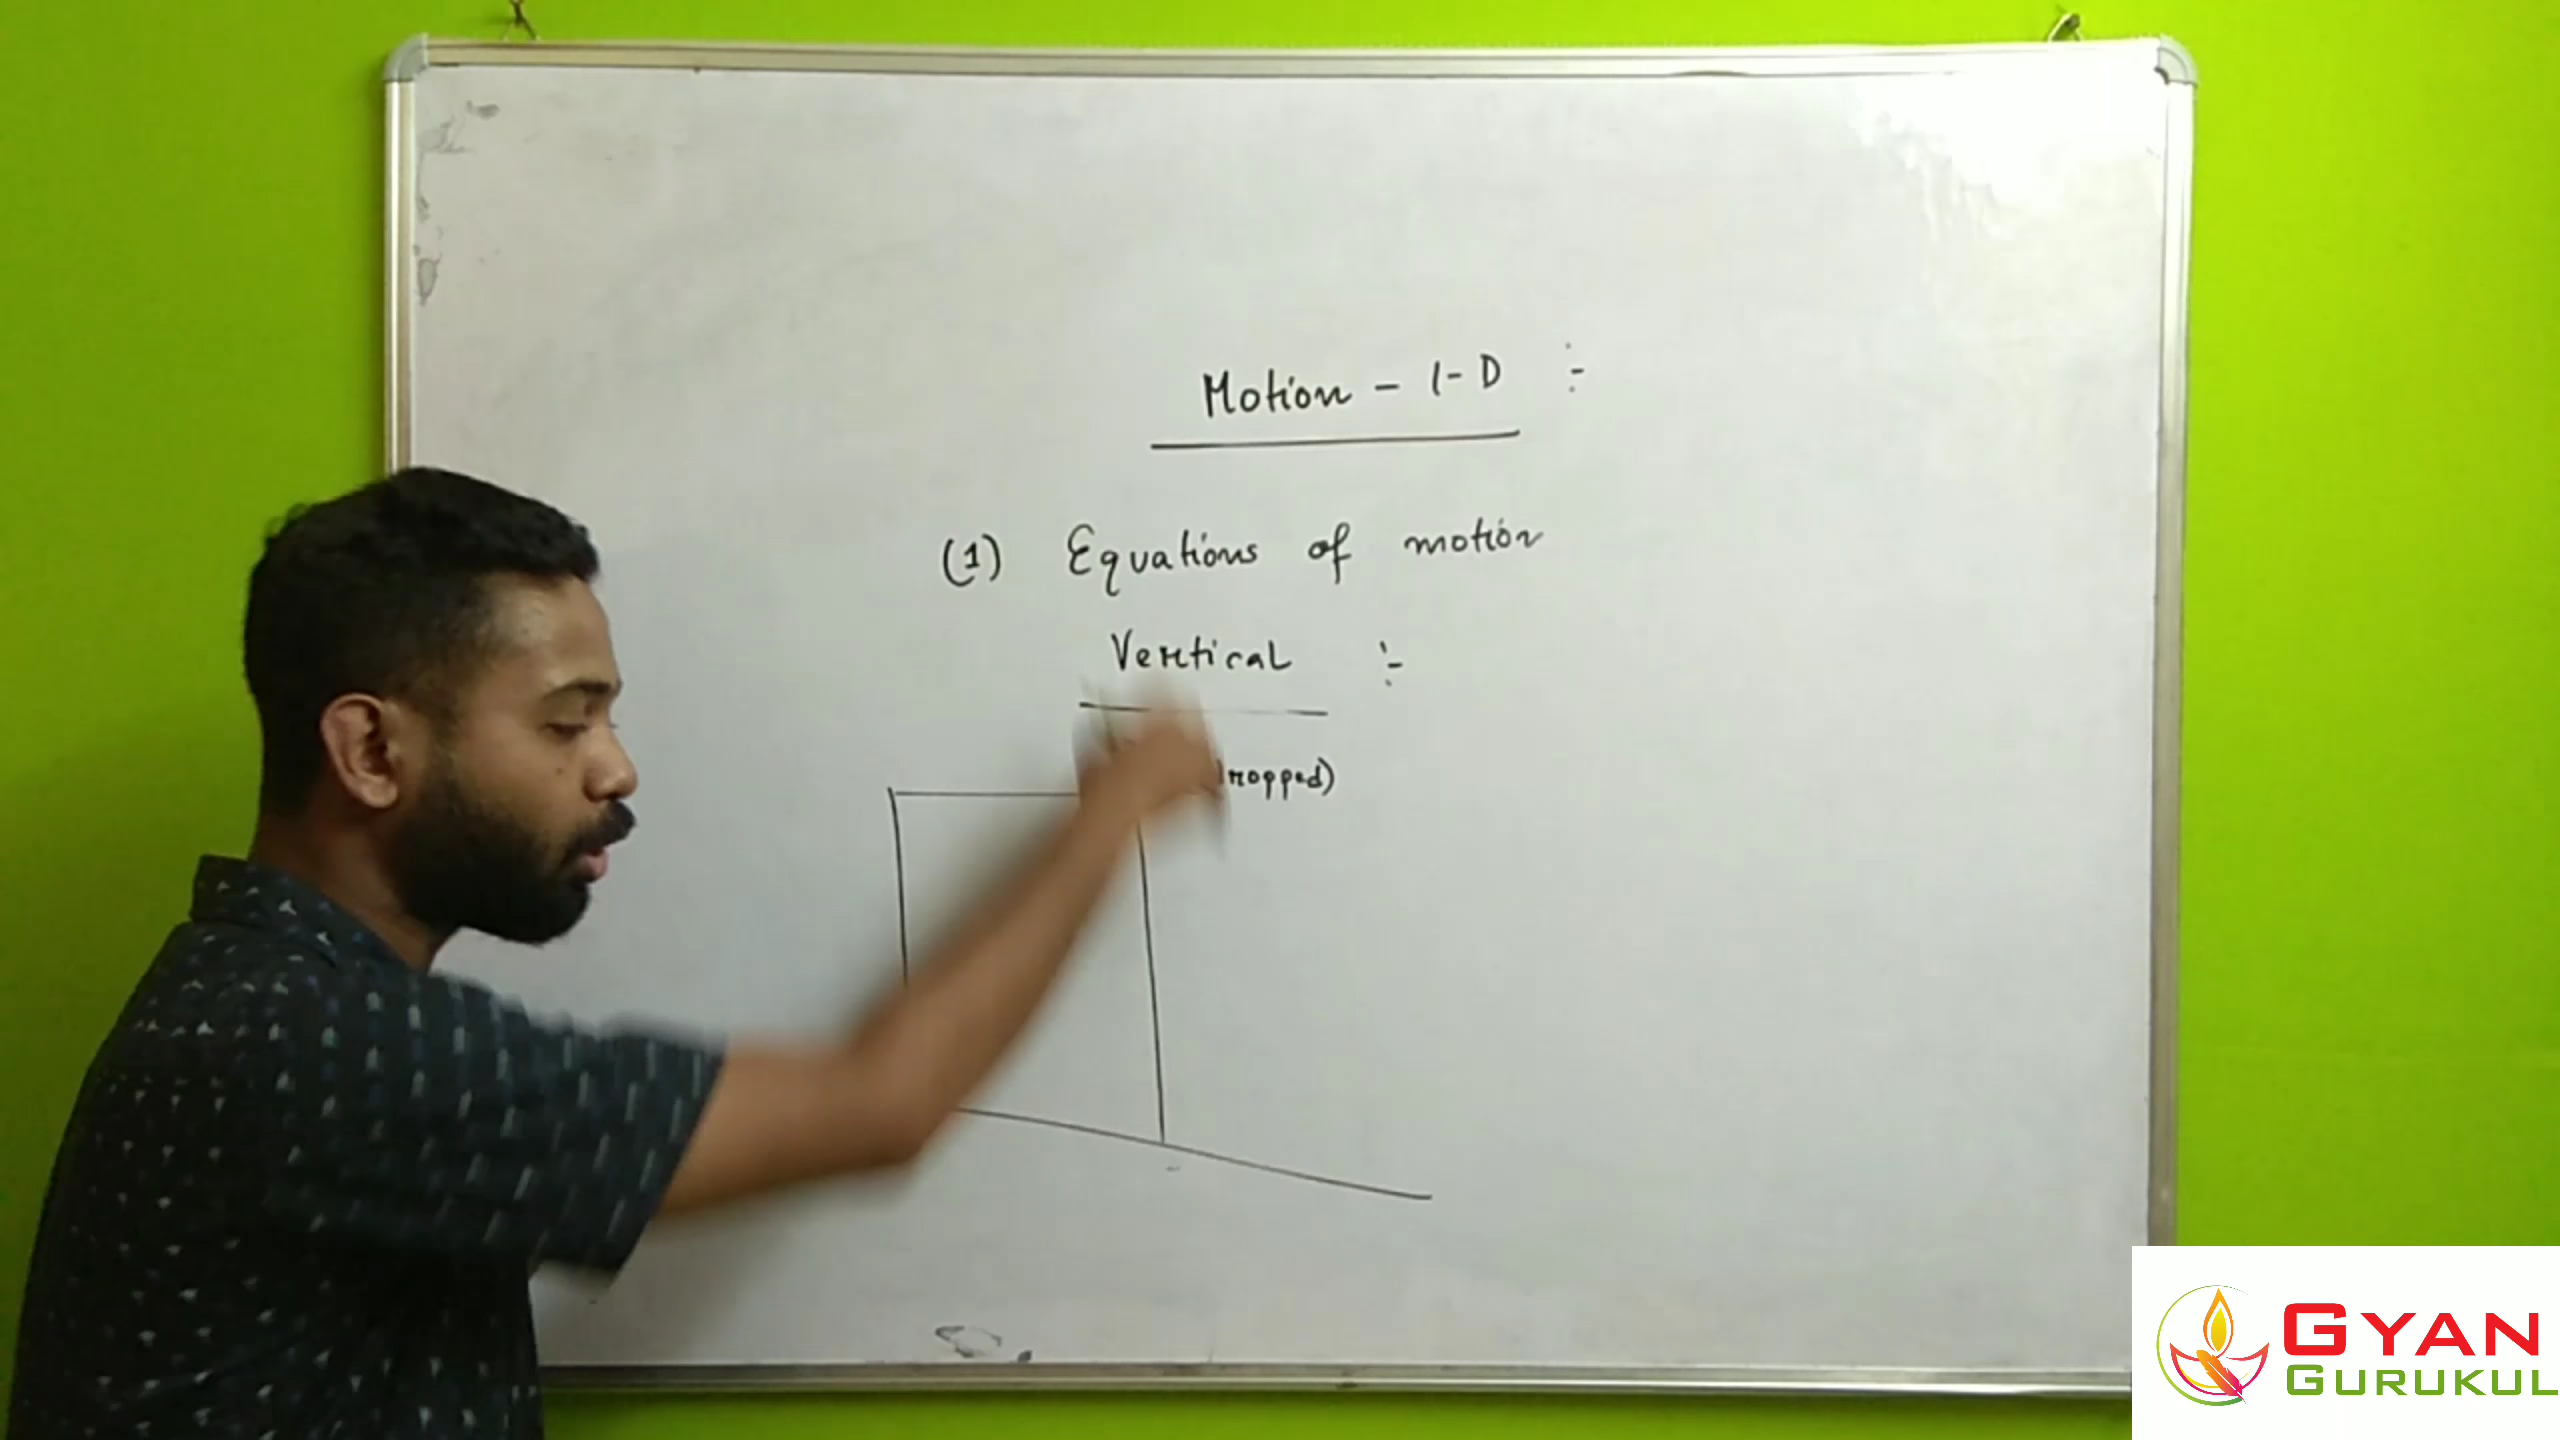 Motion - 1-D :-
(1) Equations of motion
Vertical :-
ropped)
GYAN
GURUKUL